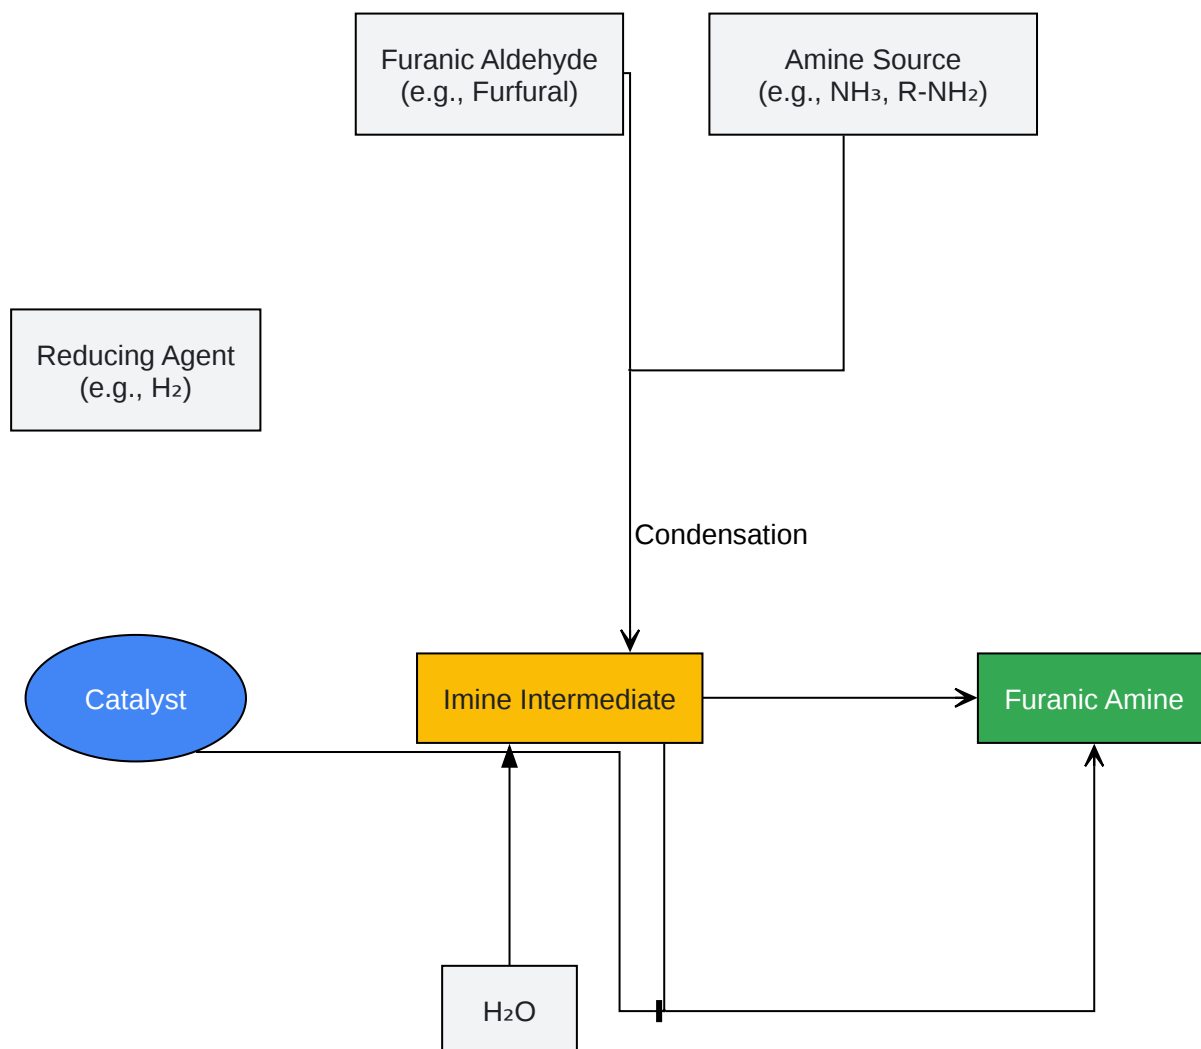 Furanic Aldehyde
(e.g., Furfural)
Amine Source
(e.g., NH₃, R-NH₂)
Reducing Agent
(e.g., H₂)
Condensation
Catalyst
Imine Intermediate
Furanic Amine
H₂O